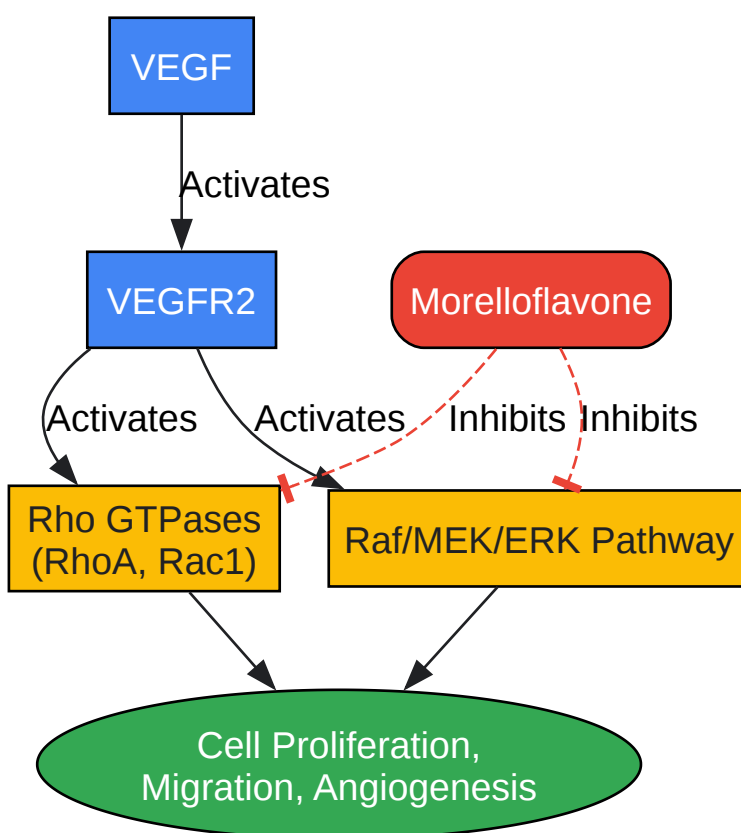 VEGF
Activates
VEGFR2
Morelloflavone
Activates
Activates
Inhibits
Inhibits
Rho GTPases
(RhoA, Rac1)
Raf/MEK/ERK Pathway
Cell Proliferation,
Migration, Angiogenesis